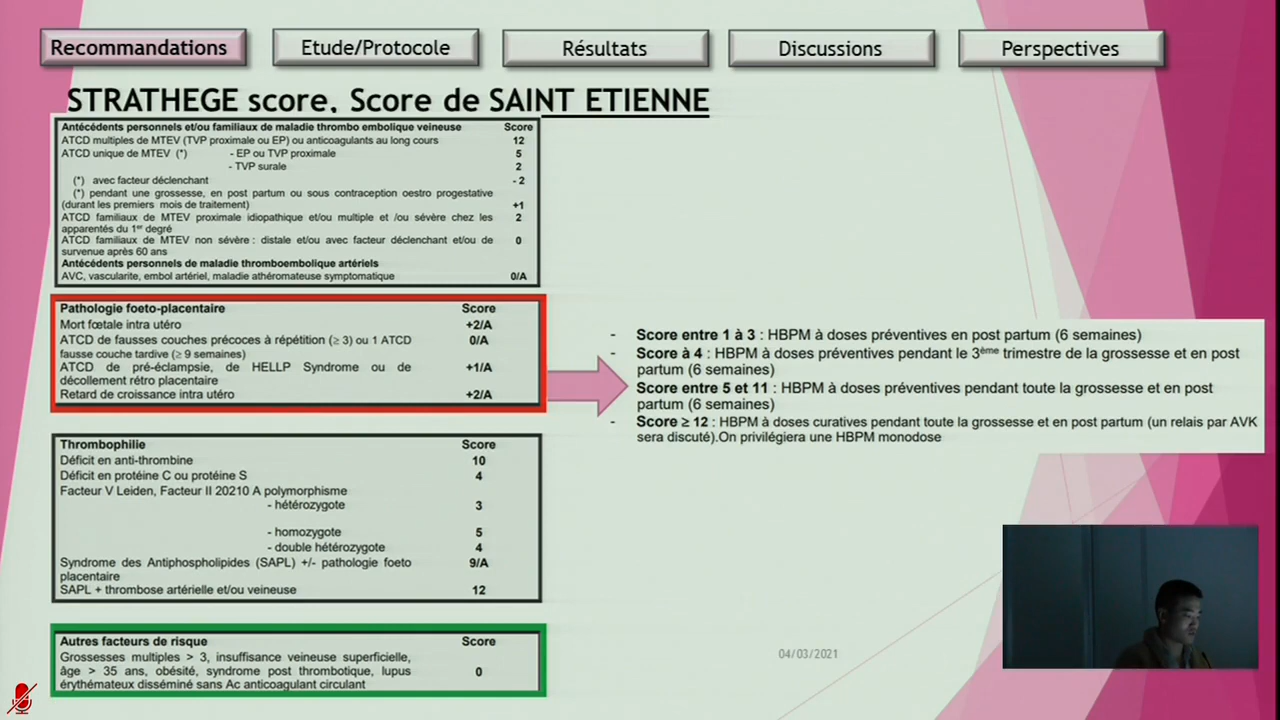 Recommandations
Etude/Protocole
Résultats
Discussions
Perspectives
STRATHEGE score. Score de SAINT ETIENNE
Antécédents personnels et/ou familiaux de maladie thrombo embolique veineuse Score
ATCD multiples de MTEV (TVP proximale ou EP) ou anticoagulants au long cours 12
ATCD unique de MTEV (*) - EP ou TVP proximale 5
- TVP surale 2
(*) avec facteur déclenchant - 2
(*) pendant une grossesse, en post partum ou sous contraception oestro progestative
(durant les premiers mois de traitement) +1
ATCD familiaux de MTEV proximale idiopathique et/ou multiple et /ou sévère chez les 2
apparentés du 1er degré
ATCD familiaux de MTEV non sévère : distale et/ou avec facteur déclenchant et/ou de 0
survenue après 60 ans
Antécédents personnels de maladie thromboembolique artériels
AVC, vascularite, embol artériel, maladie athéromateuse symptomatique 0/A
Pathologie foeto-placentaire Score
Mort fœtale intra utéro +2/A
ATCD de fausses couches précoces à répétition (≥ 3) ou 1 ATCD 0/A
fausse couche tardive (≥ 9 semaines)
ATCD de pré-éclampsie, de HELLP Syndrome ou de +1/A
décollement rétro placentaire
Retard de croissance intra utéro +2/A
- Score entre 1 à 3 : HBPM à doses préventives en post partum (6 semaines)
- Score à 4 : HBPM à doses préventives pendant le 3ème trimestre de la grossesse et en post
partum (6 semaines)
- Score entre 5 et 11 : HBPM à doses préventives pendant toute la grossesse et en post
partum (6 semaines)
- Score ≥ 12 : HBPM à doses curatives pendant toute la grossesse et en post partum (un relais par AVK
sera discuté).On privilégiera une HBPM monodose
Thrombophilie Score
Déficit en anti-thrombine 10
Déficit en protéine C ou protéine S 4
Facteur V Leiden, Facteur II 20210 A polymorphisme
- hétérozygote 3
- homozygote 5
- double hétérozygote 4
Syndrome des Antiphospholipides (SAPL) +/- pathologie foeto 9/A
placentaire
SAPL + thrombose artérielle et/ou veineuse 12
Autres facteurs de risque Score
Grossesses multiples > 3, insuffisance veineuse superficielle,
âge > 35 ans, obésité, syndrome post thrombotique, lupus 0
érythémateux disséminé sans Ac anticoagulant circulant
04/03/2021